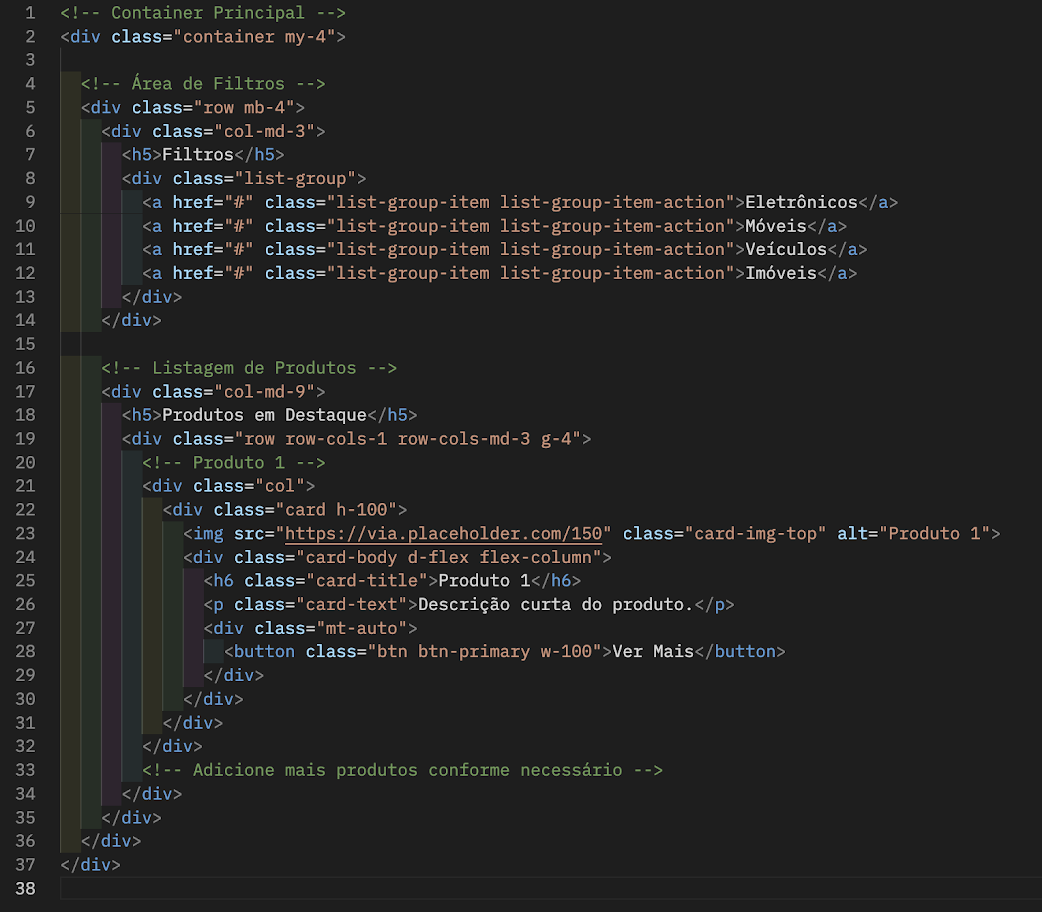 1 <!-- Container Principal -->
2 <div class="container my-4">
3
4 <!-- Área de Filtros -->
5 <div class="row mb-4">
6 <div class="col-md-3">
7 <h5>Filtros</h5>
8 <div class="list-group">
9 <a href="#" class="list-group-item list-group-item-action">Eletrônicos</a>
10 <a href="#" class="list-group-item list-group-item-action">Móveis</a>
11 <a href="#" class="list-group-item list-group-item-action">Veículos</a>
12 <a href="#" class="list-group-item list-group-item-action">Imóveis</a>
13 </div>
14 </div>
15
16 <!-- Listagem de Produtos -->
17 <div class="col-md-9">
18 <h5>Produtos em Destaque</h5>
19 <div class="row row-cols-1 row-cols-md-3 g-4">
20 <!-- Produto 1 -->
21 <div class="col">
22 <div class="card h-100">
23 <img src="https://via.placeholder.com/150" class="card-img-top" alt="Produto 1">
24 <div class="card-body d-flex flex-column">
25 <h6 class="card-title">Produto 1</h6>
26 <p class="card-text">Descrição curta do produto.</p>
27 <div class="mt-auto">
28 <button class="btn btn-primary w-100">Ver Mais</button>
29 </div>
30 </div>
31 </div>
32 </div>
33 <!-- Adicione mais produtos conforme necessário -->
34 </div>
35 </div>
36 </div>
37 </div>
38